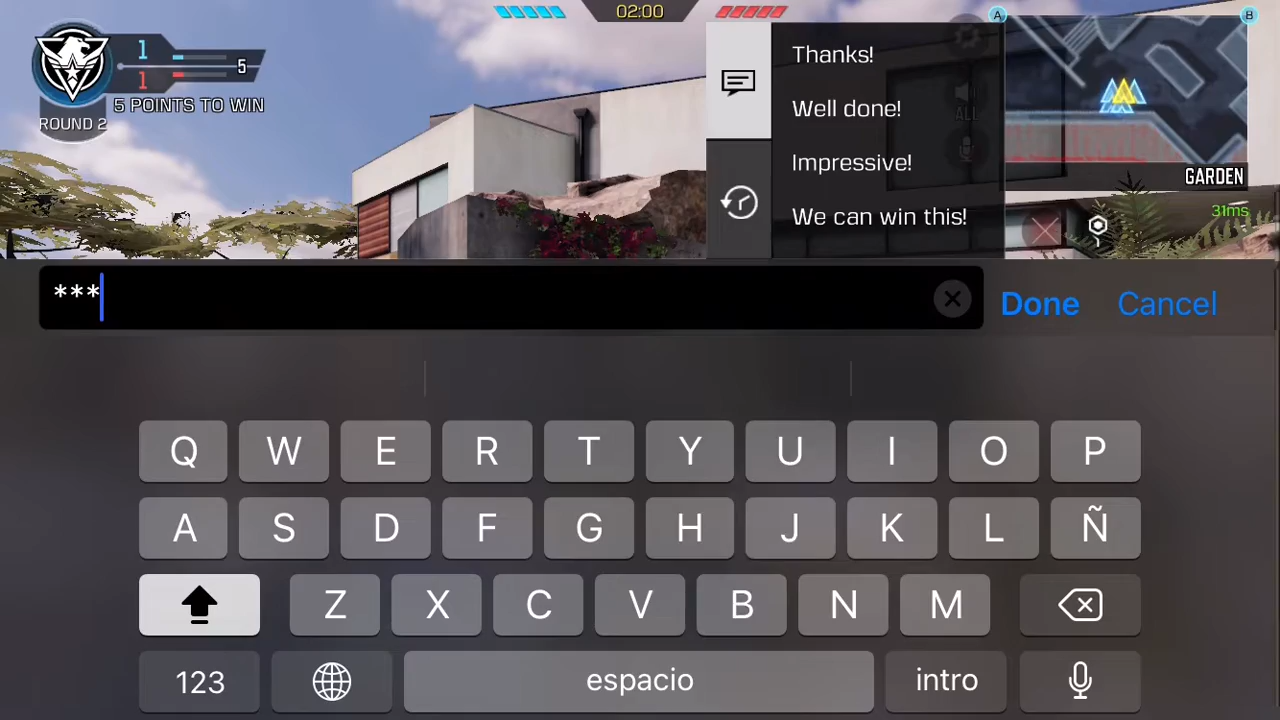 02:00
1
1
5
5 POINTS TO WIN
ROUND 2
Thanks!
Well done!
Impressive!
We can win this!
ALL
A
B
GARDEN
31ms
***
Done
Cancel
Q W E R T Y U I O P
A S D F G H J K L Ñ
Z X C V B N M
123
espacio
intro